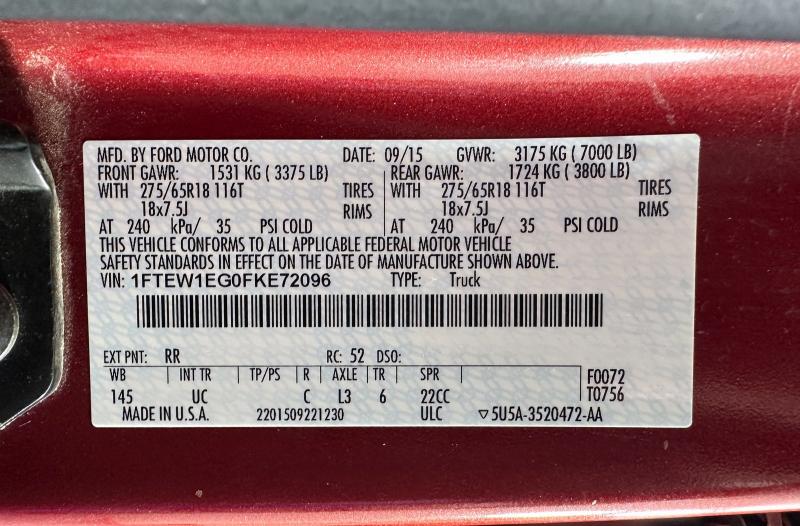 MFD. BY FORD MOTOR CO. DATE: 09/15 GVWR: 3175 KG ( 7000 LB)
FRONT GAWR: 1531 KG ( 3375 LB) REAR GAWR: 1724 KG ( 3800 LB)
WITH 275/65R18 116T TIRES WITH 275/65R18 116T TIRES
18x7.5J RIMS 18x7.5J RIMS
AT 240 kPa/ 35 PSI COLD AT 240 kPa/ 35 PSI COLD
THIS VEHICLE CONFORMS TO ALL APPLICABLE FEDERAL MOTOR VEHICLE
SAFETY STANDARDS IN EFFECT ON THE DATE OF MANUFACTURE SHOWN ABOVE.
VIN: 1FTEW1EG0FKE72096 TYPE: Truck
EXT PNT: RR RC: 52 DSO:
WB INT TR TP/PS R AXLE TR SPR F0072
145 UC C L3 6 22CC T0756
MADE IN U.S.A. 2201509221230 ULC ▽5U5A-3520472-AA